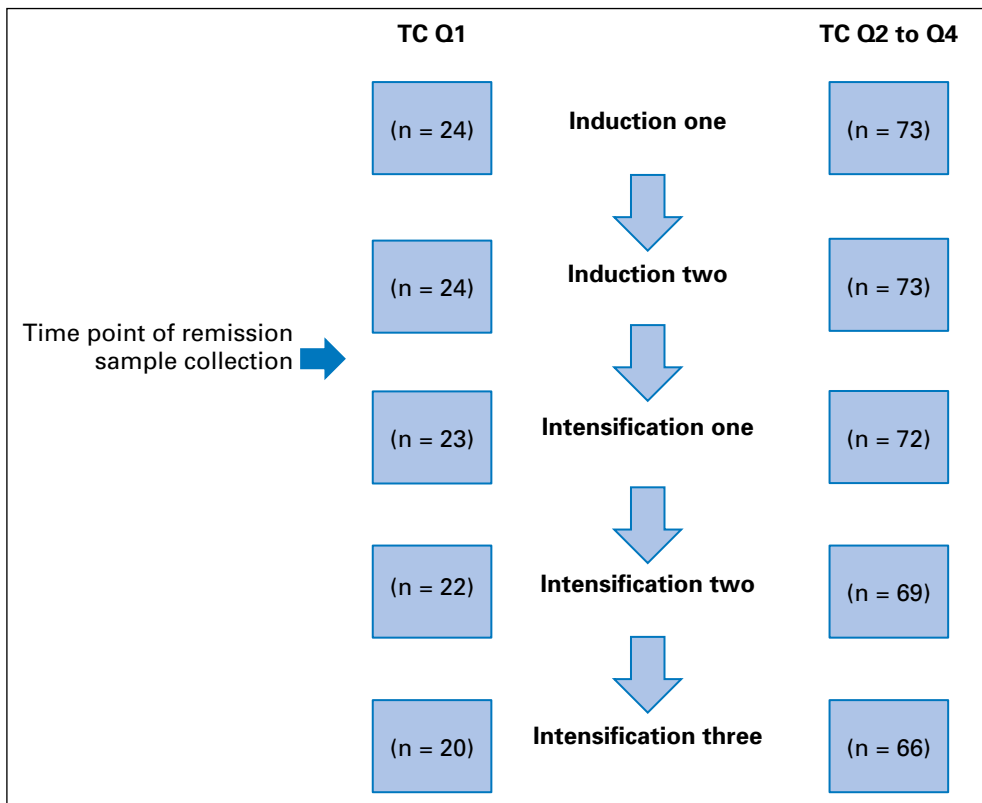 TC Q1
TC Q2 to Q4
(n = 24)
Induction one
(n = 73)
(n = 24)
Induction two
(n = 73)
Time point of remission
sample collection
(n = 23)
Intensification one
(n = 72)
(n = 22)
Intensification two
(n = 69)
(n = 20)
Intensification three
(n = 66)